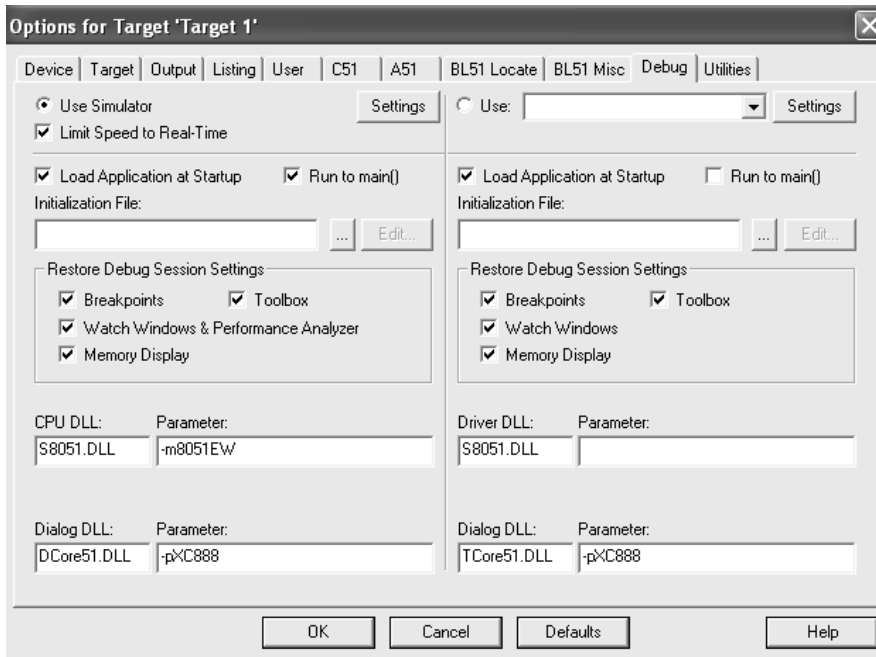 Options for Target 'Target 1'
Device Target Output Listing User C51 A51 BL51 Locate BL51 Misc Debug Utilities
Use Simulator Settings Use: Settings
Limit Speed to Real-Time
Load Application at Startup Run to main() Load Application at Startup Run to main()
Initialization File: Initialization File:
... Edit... ... Edit...
Restore Debug Session Settings Restore Debug Session Settings
Breakpoints Toolbox Breakpoints Toolbox
Watch Windows & Performance Analyzer Watch Windows
Memory Display Memory Display
CPU DLL: Parameter: Driver DLL: Parameter:
S8051.DLL -m8051EW S8051.DLL
Dialog DLL: Parameter: Dialog DLL: Parameter:
DCore51.DLL -pXC888 TCore51.DLL -pXC888
OK Cancel Defaults Help